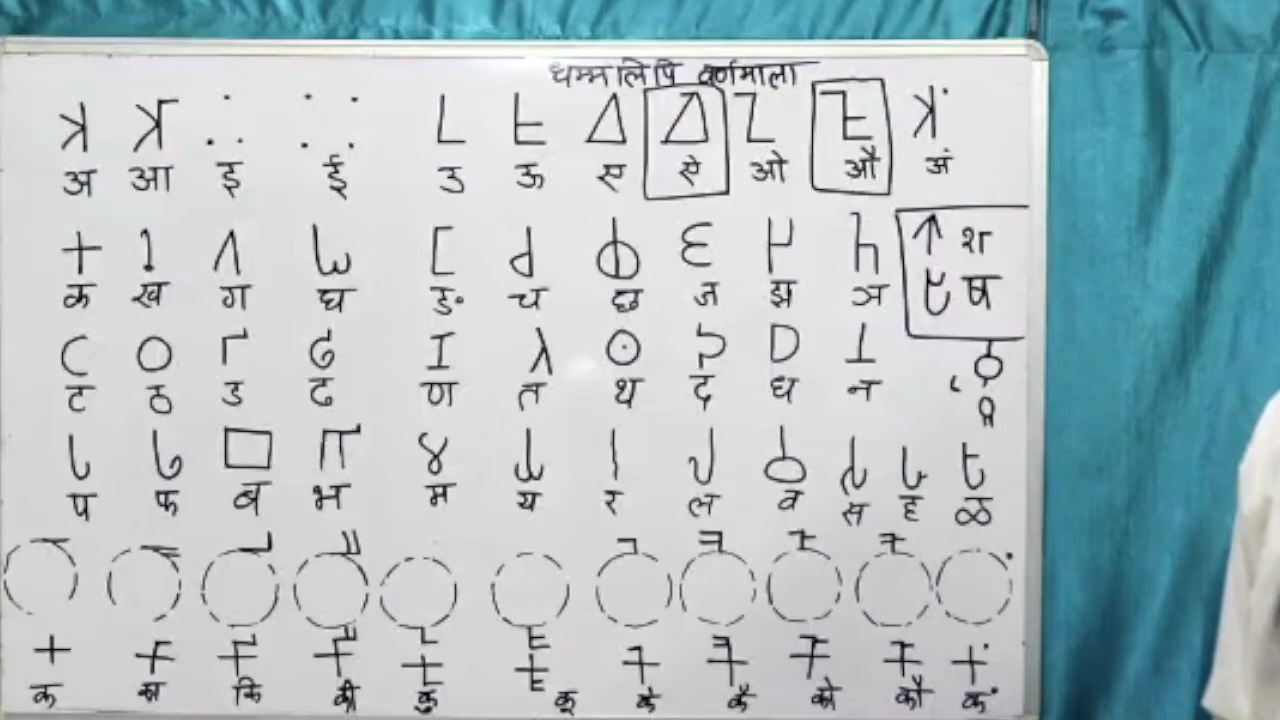 धम्मलिपि वर्णमाला
𑀅 𑀆 𑀇 𑀈 𑀉 𑀊 𑀏 𑀐 𑀑 𑀒 𑀅𑀁
अ आ इ ई उ ऊ ए ऐ ओ औ अं
𑀓 𑀔 𑀕 𑀖 𑀗 𑀘 𑀙 𑀚 𑀛 𑀜 𑀰 श
क ख ग घ ङ च छ ज झ ञ 𑀱 ष
𑀝 𑀞 𑀟 𑀠 𑀡 𑀢 𑀣 𑀤 𑀥 𑀦
ट ठ ड ढ ण त थ द ध न
𑀧 𑀨 𑀩 𑀪 𑀫 𑀬 𑀭 𑀮 𑀯 𑀲 𑀳 𑀴
प फ ब भ म य र ल व स ह ळ
𑀓 𑀓𑀸 𑀓𑀺 𑀓𑀻 𑀓𑀼 𑀓𑀽 𑀓𑁂 𑀓𑁃 𑀓𑁄 𑀓𑁅 𑀓𑀁
क का कि की कु कू के कै को कौ कं